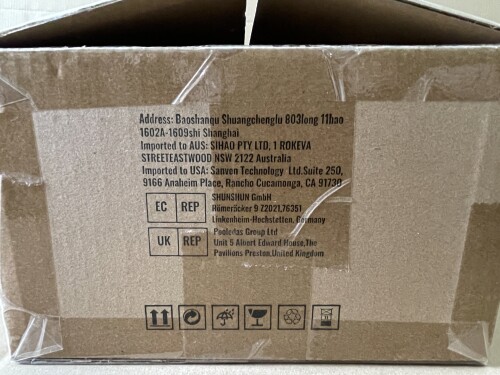 Address: Baoshanqu Shuangchenglu 803long 11hao
1602A-1609shi Shanghai
Imported to AUS: SIHAO PTY LTD, 1 ROKEVA
STREETEASTWOOD NSW 2122 Australia
Imported to USA: Sanven Technology Ltd.Suite 250,
9166 Anaheim Place, Rancho Cucamonga, CA 91730
EC REP
SHUNSHUN GmbH
Römeräcker 9 Z2021,76351
Linkenheim-Hochstetten, Germany
UK REP
Pooledas Group Ltd
Unit 5 Albert Edward House,The
Pavilions Preston,United Kingdom